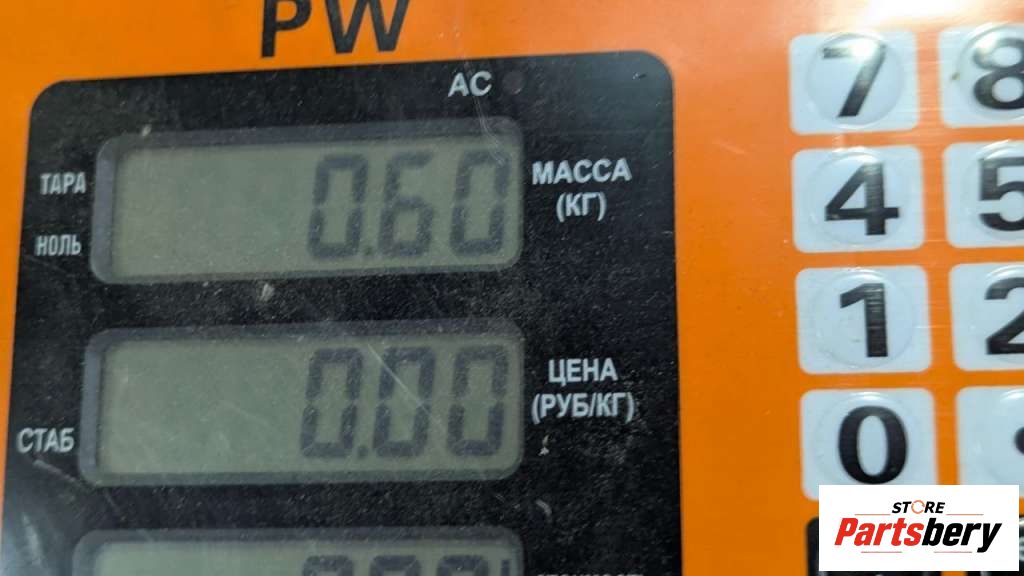 PW
AC
ТАРА
НОЛЬ
0.60
МАССА
(КГ)
СТАБ
0.00
ЦЕНА
(РУБ/КГ)
7 8
4 5
1 2
0 .
STORE
Partsbery